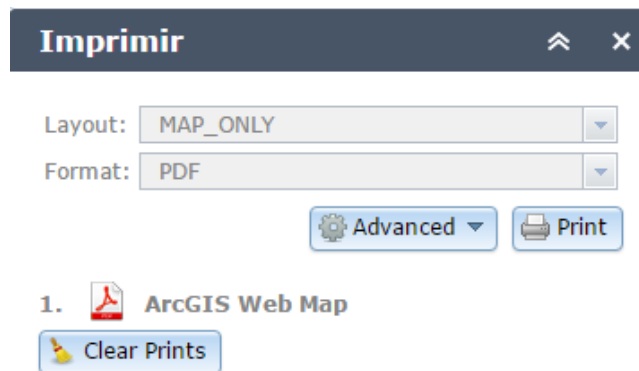 Imprimir
Layout: MAP_ONLY
Format: PDF
Advanced Print
1. ArcGIS Web Map
Clear Prints